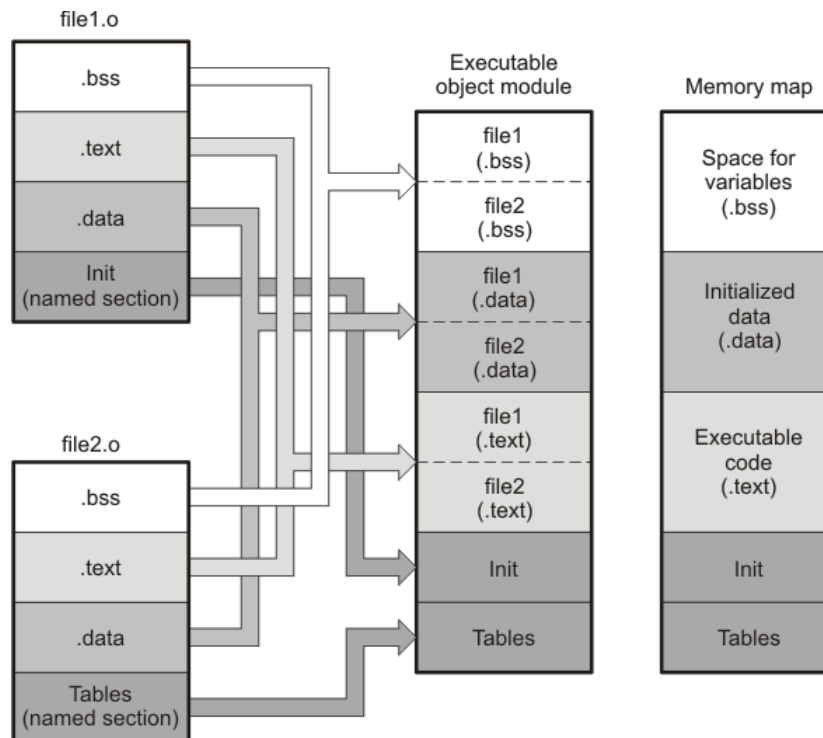 file1.o
.bss
.text
.data
Init
(named section)
file2.o
.bss
.text
.data
Tables
(named section)
Executable
object module
file1
(.bss)
file2
(.bss)
file1
(.data)
file2
(.data)
file1
(.text)
file2
(.text)
Init
Tables
Memory map
Space for
variables
(.bss)
Initialized
data
(.data)
Executable
code
(.text)
Init
Tables